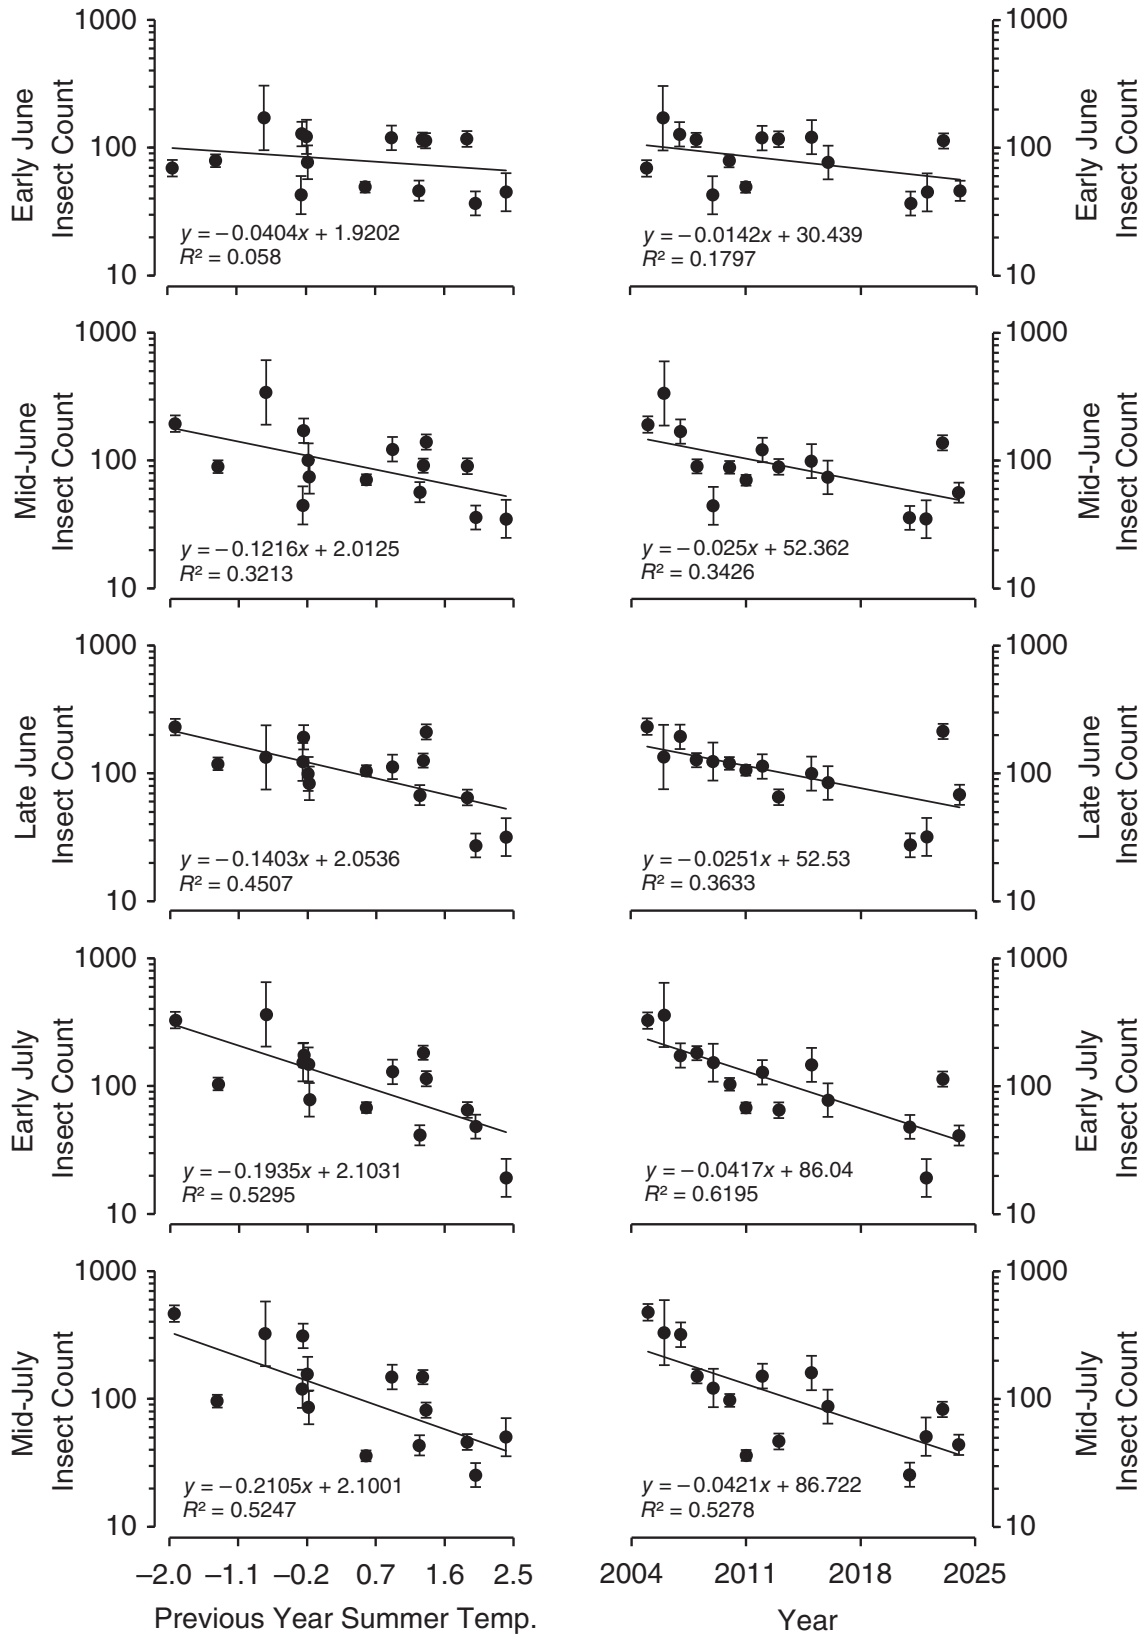 1000
100
10
Early June
Insect Count
y = −0.0404x + 1.9202
R² = 0.058
y = −0.0142x + 30.439
R² = 0.1797
1000
100
10
Early June
Insect Count
1000
100
10
Mid-June
Insect Count
y = −0.1216x + 2.0125
R² = 0.3213
y = −0.025x + 52.362
R² = 0.3426
1000
100
10
Mid-June
Insect Count
1000
100
10
Late June
Insect Count
y = −0.1403x + 2.0536
R² = 0.4507
y = −0.0251x + 52.53
R² = 0.3633
1000
100
10
Late June
Insect Count
1000
100
10
Early July
Insect Count
y = −0.1935x + 2.1031
R² = 0.5295
y = −0.0417x + 86.04
R² = 0.6195
1000
100
10
Early July
Insect Count
1000
100
10
Mid-July
Insect Count
y = −0.2105x + 2.1001
R² = 0.5247
y = −0.0421x + 86.722
R² = 0.5278
1000
100
10
Mid-July
Insect Count
−2.0 −1.1 −0.2 0.7 1.6 2.5
Previous Year Summer Temp.
2004 2011 2018 2025
Year